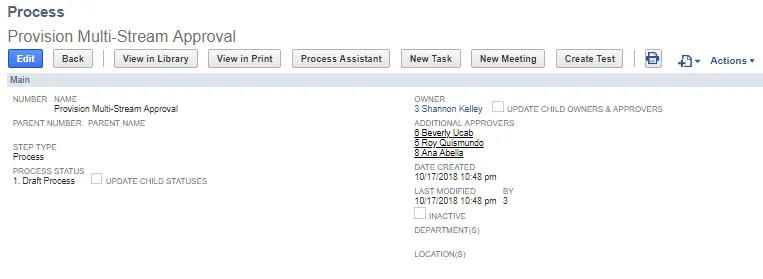 Process
Provision Multi-Stream Approval
Edit Back View in Library View in Print Process Assistant New Task New Meeting Create Test Actions
Main
NUMBER NAME
Provision Multi-Stream Approval
PARENT NUMBER PARENT NAME
STEP TYPE
Process
PROCESS STATUS
1. Draft Process UPDATE CHILD STATUSES
OWNER
3 Shannon Kelley UPDATE CHILD OWNERS & APPROVERS
ADDITIONAL APPROVERS
6 Beverly Ucab
5 Roy Quismundo
8 Ana Abella
DATE CREATED
10/17/2018 10:48 pm
LAST MODIFIED BY
10/17/2018 10:48 pm 3
INACTIVE
DEPARTMENT(S)
LOCATION(S)